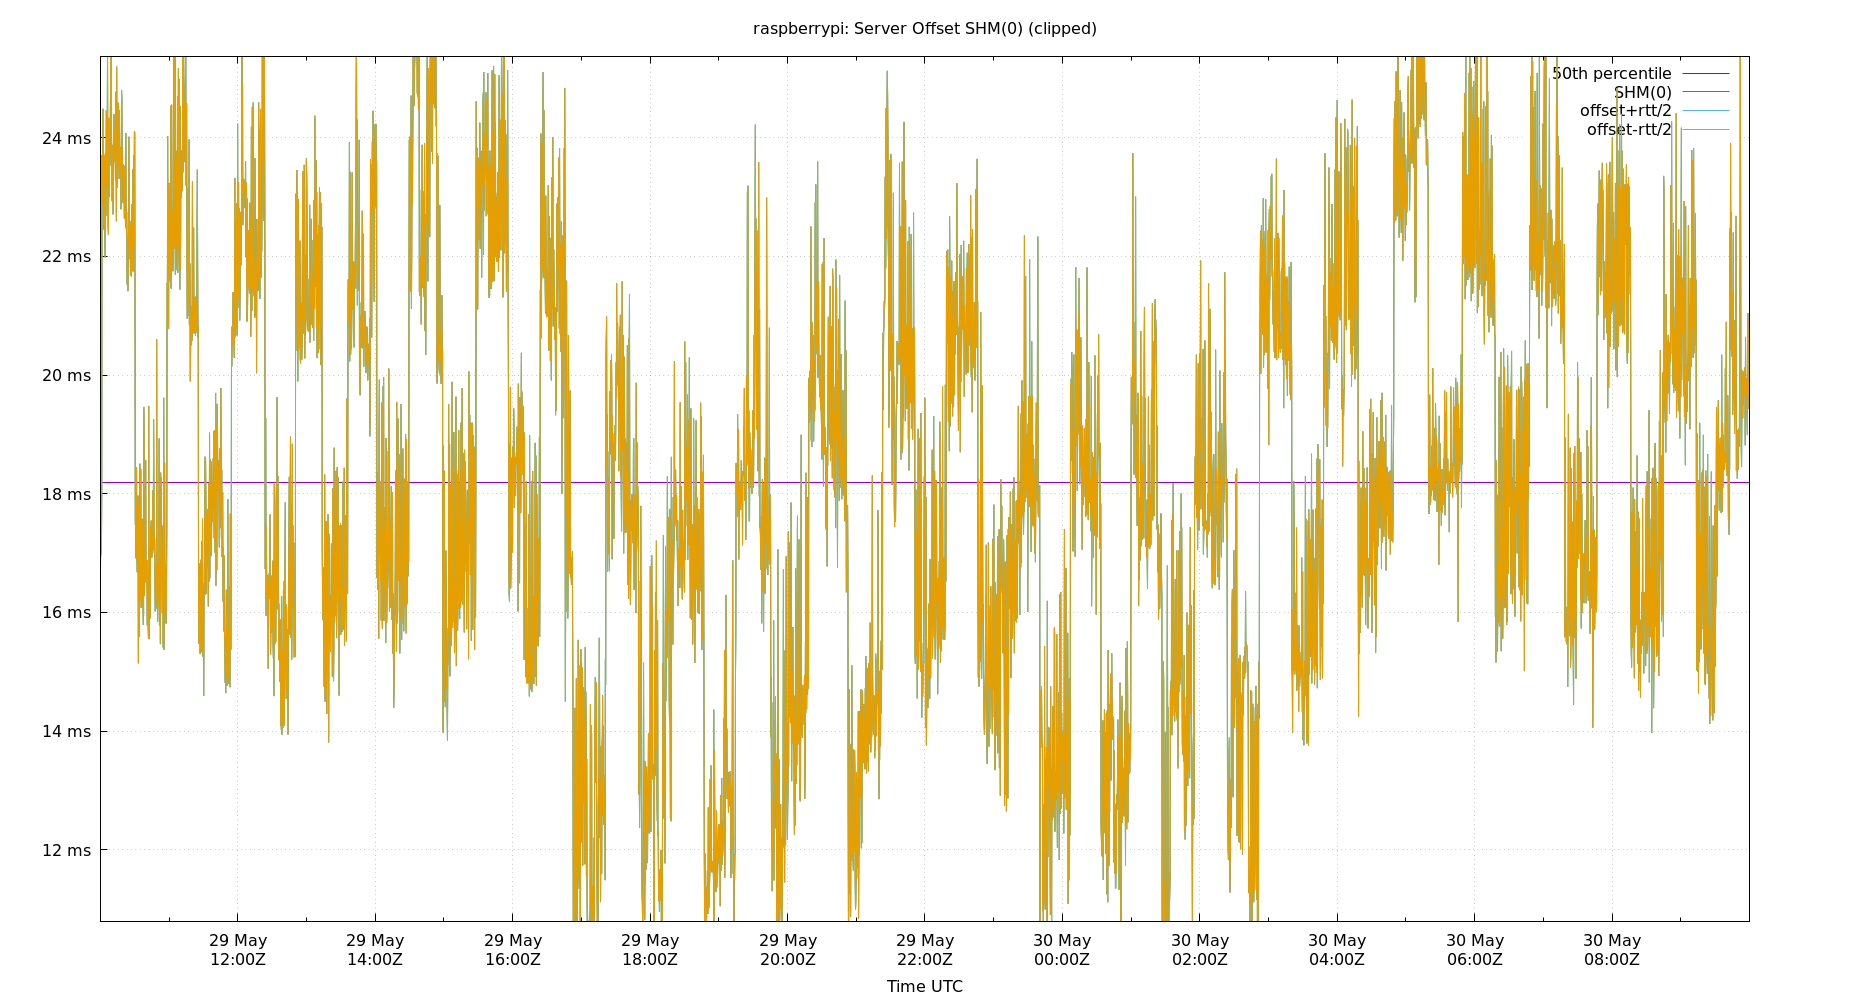 raspberrypi: Server Offset SHM(0) (clipped)
50th percentile
SHM(0)
offset+rtt/2
offset-rtt/2
24 ms
22 ms
20 ms
18 ms
16 ms
14 ms
12 ms
29 May 29 May 29 May 29 May 29 May 29 May 30 May 30 May 30 May 30 May 30 May
12:00Z 14:00Z 16:00Z 18:00Z 20:00Z 22:00Z 00:00Z 02:00Z 04:00Z 06:00Z 08:00Z
Time UTC